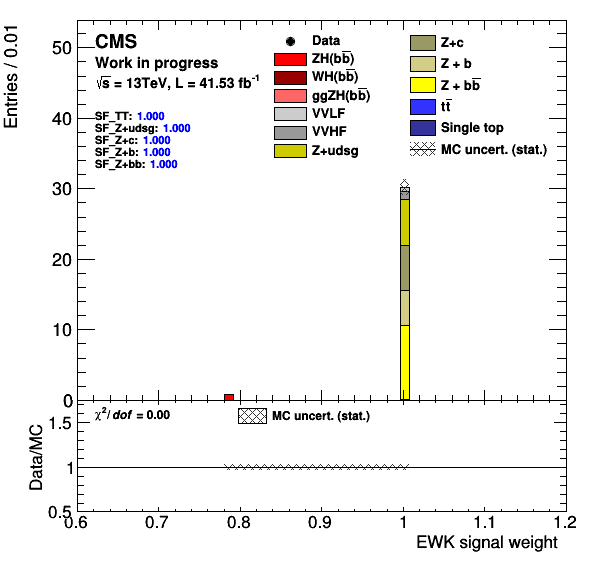 Entries / 0.01
50
40
30
20
10
0
CMS
Work in progress
√s = 13TeV, L = 41.53 fb⁻¹
SF_TT: 1.000
SF_Z+udsg: 1.000
SF_Z+c: 1.000
SF_Z+b: 1.000
SF_Z+bb: 1.000
Data
ZH(bb̅)
WH(bb̅)
ggZH(bb̅)
VVLF
VVHF
Z+udsg
Z+c
Z + b
Z + bb̅
tt̅
Single top
MC uncert. (stat.)
Data/MC
1.5
1
0.5
χ²/dof = 0.00
MC uncert. (stat.)
0.6 0.7 0.8 0.9 1 1.1 1.2
EWK signal weight